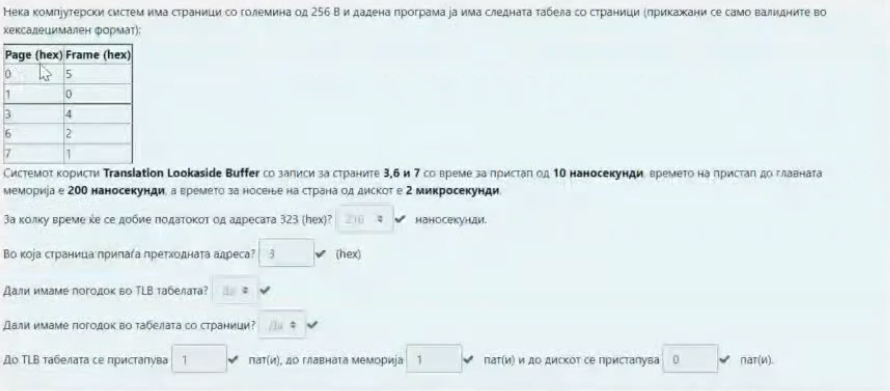 Нека компјутерски систем има страници со големина од 256 B и дадена програма ја има следната табела со страници (прикажани се само валидните во
хексадецимален формат):
Page (hex) Frame (hex)
0 5
1 0
3 4
6 2
7 1
Системот користи Translation Lookaside Buffer со записи за страните 3,6 и 7 со време за пристап од 10 наносекунди, времето на пристап до главната
меморија е 200 наносекунди, а времето за носење на страна од дискот е 2 микросекунди.
За колку време ќе се добие податокот од адресата 323 (hex)? наносекунди.
Во која страница припаѓа претходната адреса? 3 (hex)
Дали имаме погодок во TLB табелата? Да
Дали имаме погодок во табелата со страници? Да
До TLB табелата се пристапува 1 пат(и), до главната меморија 1 пат(и) и до дискот се пристапува 0 пат(и).